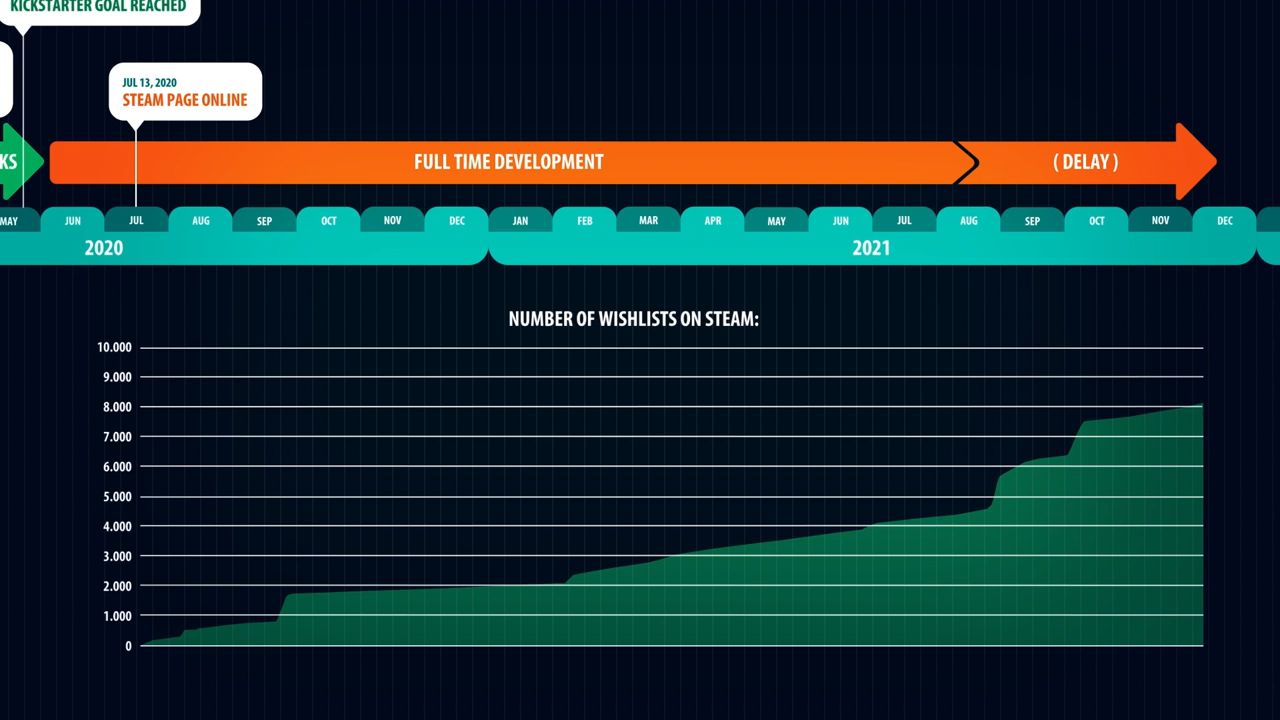 KICKSTARTER GOAL REACHED
JUL 13, 2020
STEAM PAGE ONLINE
KS
FULL TIME DEVELOPMENT
( DELAY )
MAY JUN JUL AUG SEP OCT NOV DEC JAN FEB MAR APR MAY JUN JUL AUG SEP OCT NOV DEC
2020 2021
NUMBER OF WISHLISTS ON STEAM:
10.000
9.000
8.000
7.000
6.000
5.000
4.000
3.000
2.000
1.000
0